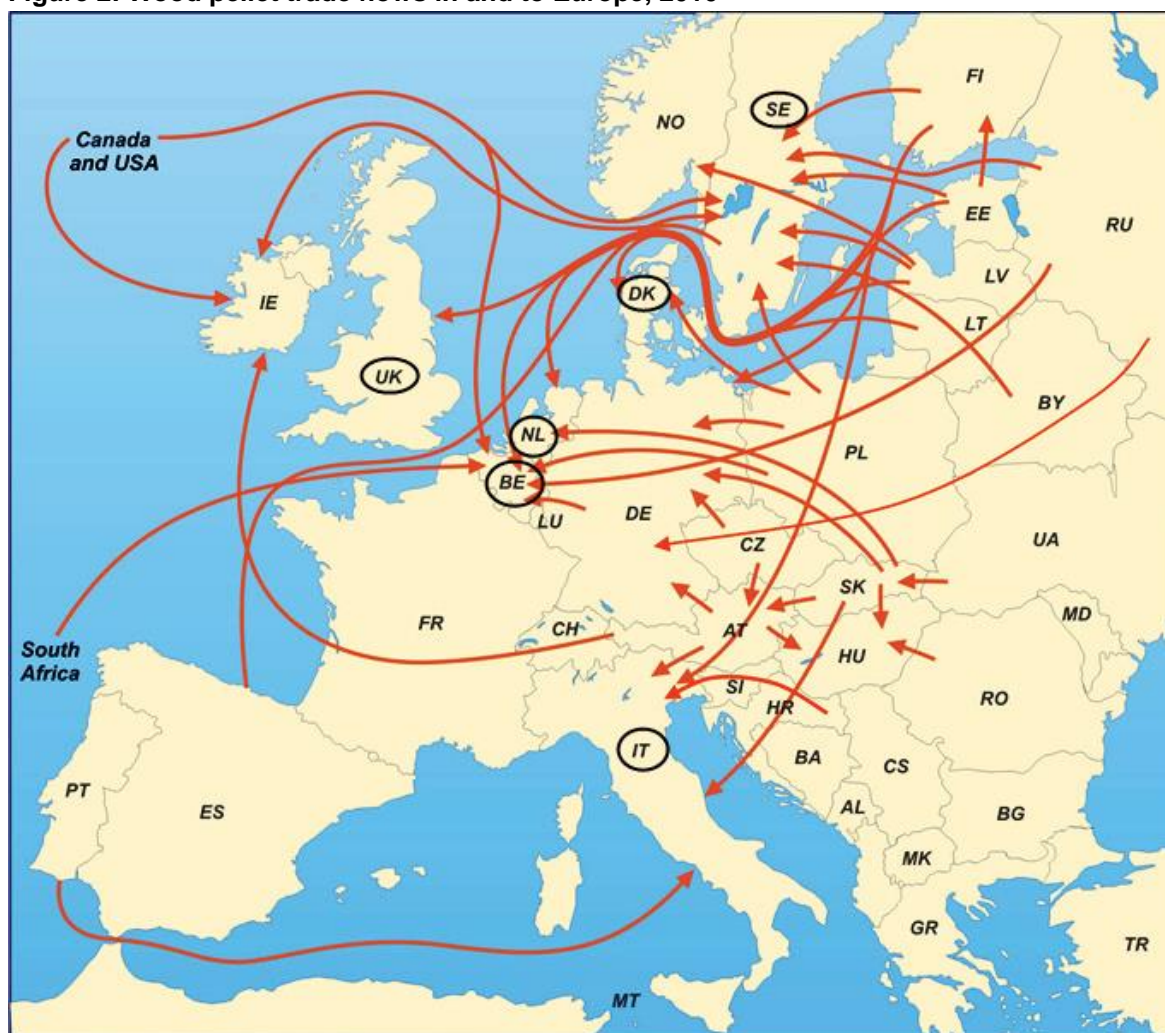 FI
SE
NO
Canada
and USA
EE
RU
LV
IE
DK
LT
UK
BY
NL
PL
BE
DE
LU
UA
CZ
SK
MD
FR
CH
AT
HU
South
Africa
SI
RO
HR
IT
BA
CS
PT
ES
AL
BG
MK
GR
TR
MT